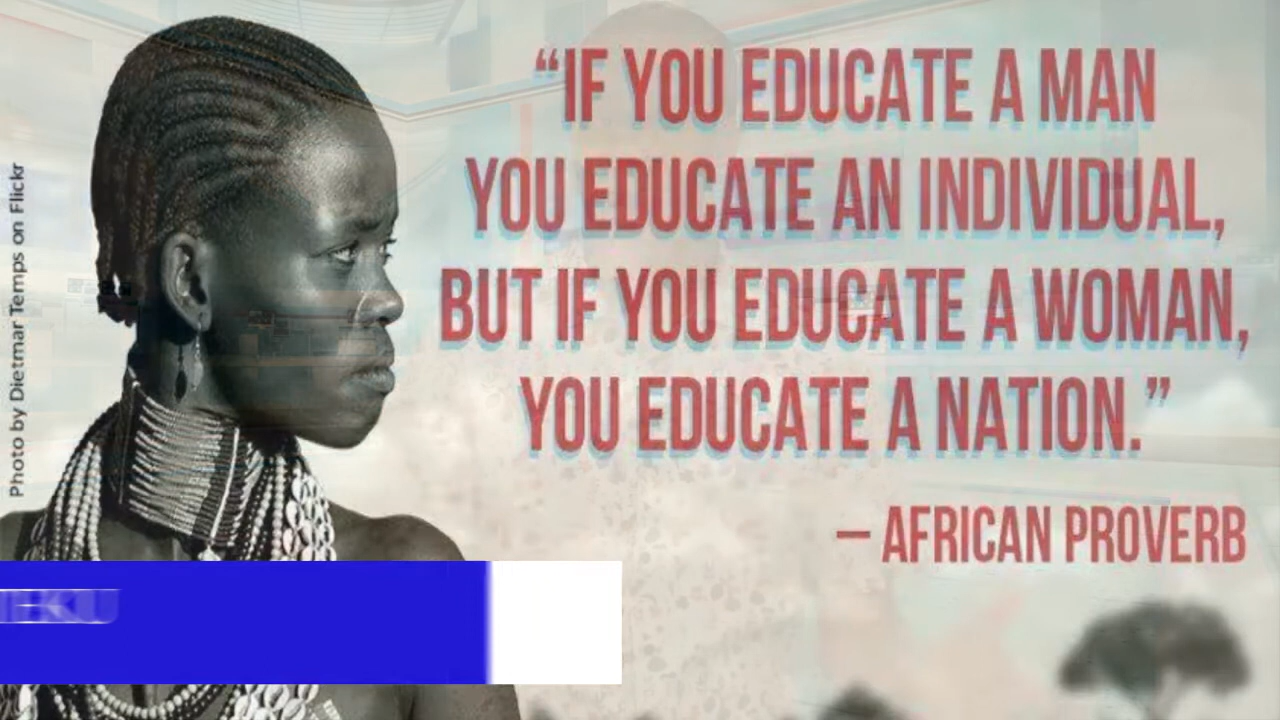 “IF YOU EDUCATE A MAN
YOU EDUCATE AN INDIVIDUAL,
BUT IF YOU EDUCATE A WOMAN,
YOU EDUCATE A NATION.”
– AFRICAN PROVERB
Photo by Dietmar Temps on Flickr